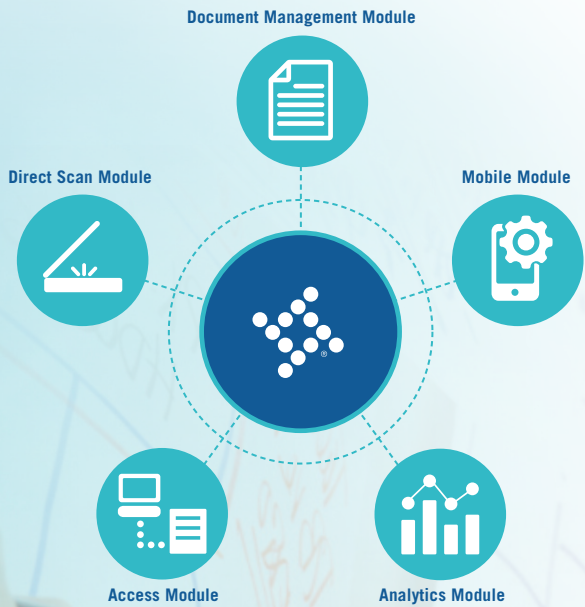 Document Management Module
Direct Scan Module
Mobile Module
®
Access Module
Analytics Module